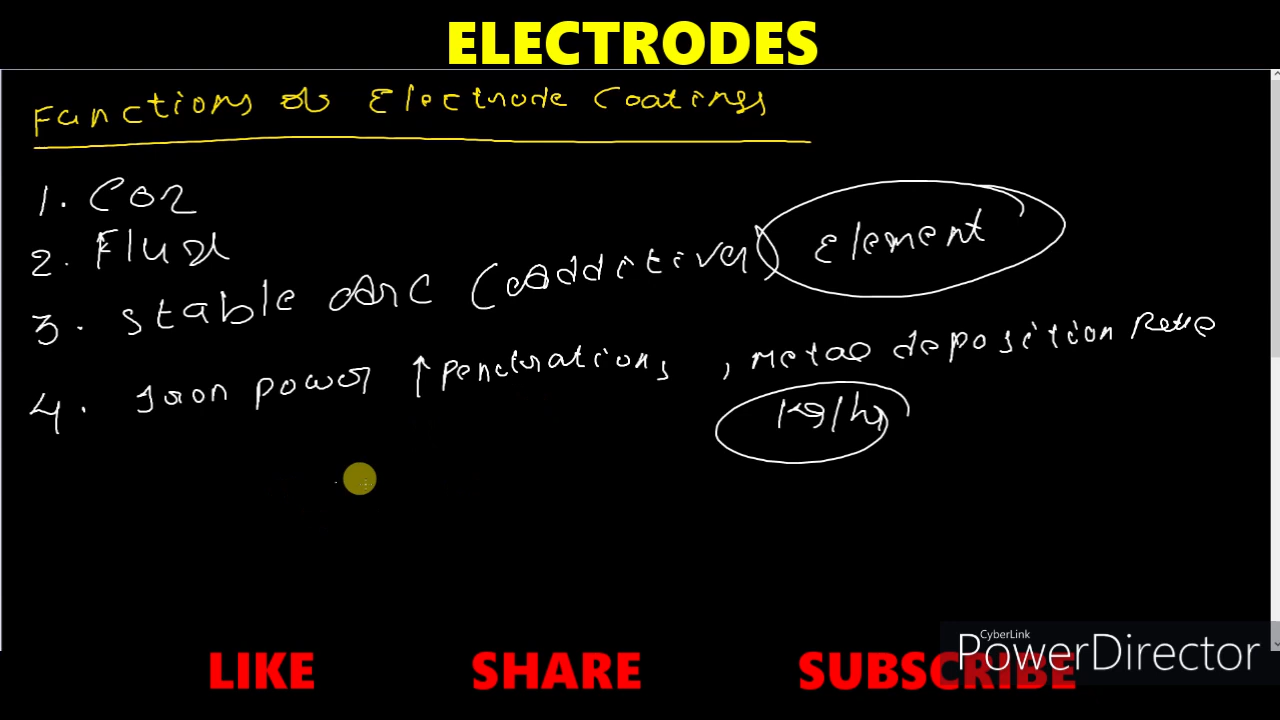 ELECTRODES
Functions of Electrode Coatings
1. CO2
2. Flux
3. Stable Arc (Additives) Element
4. Iron power ↑ penetrations, Metal deposition Rate
Kg/hr
CyberLink
PowerDirector
LIKE SHARE SUBSCRIBE